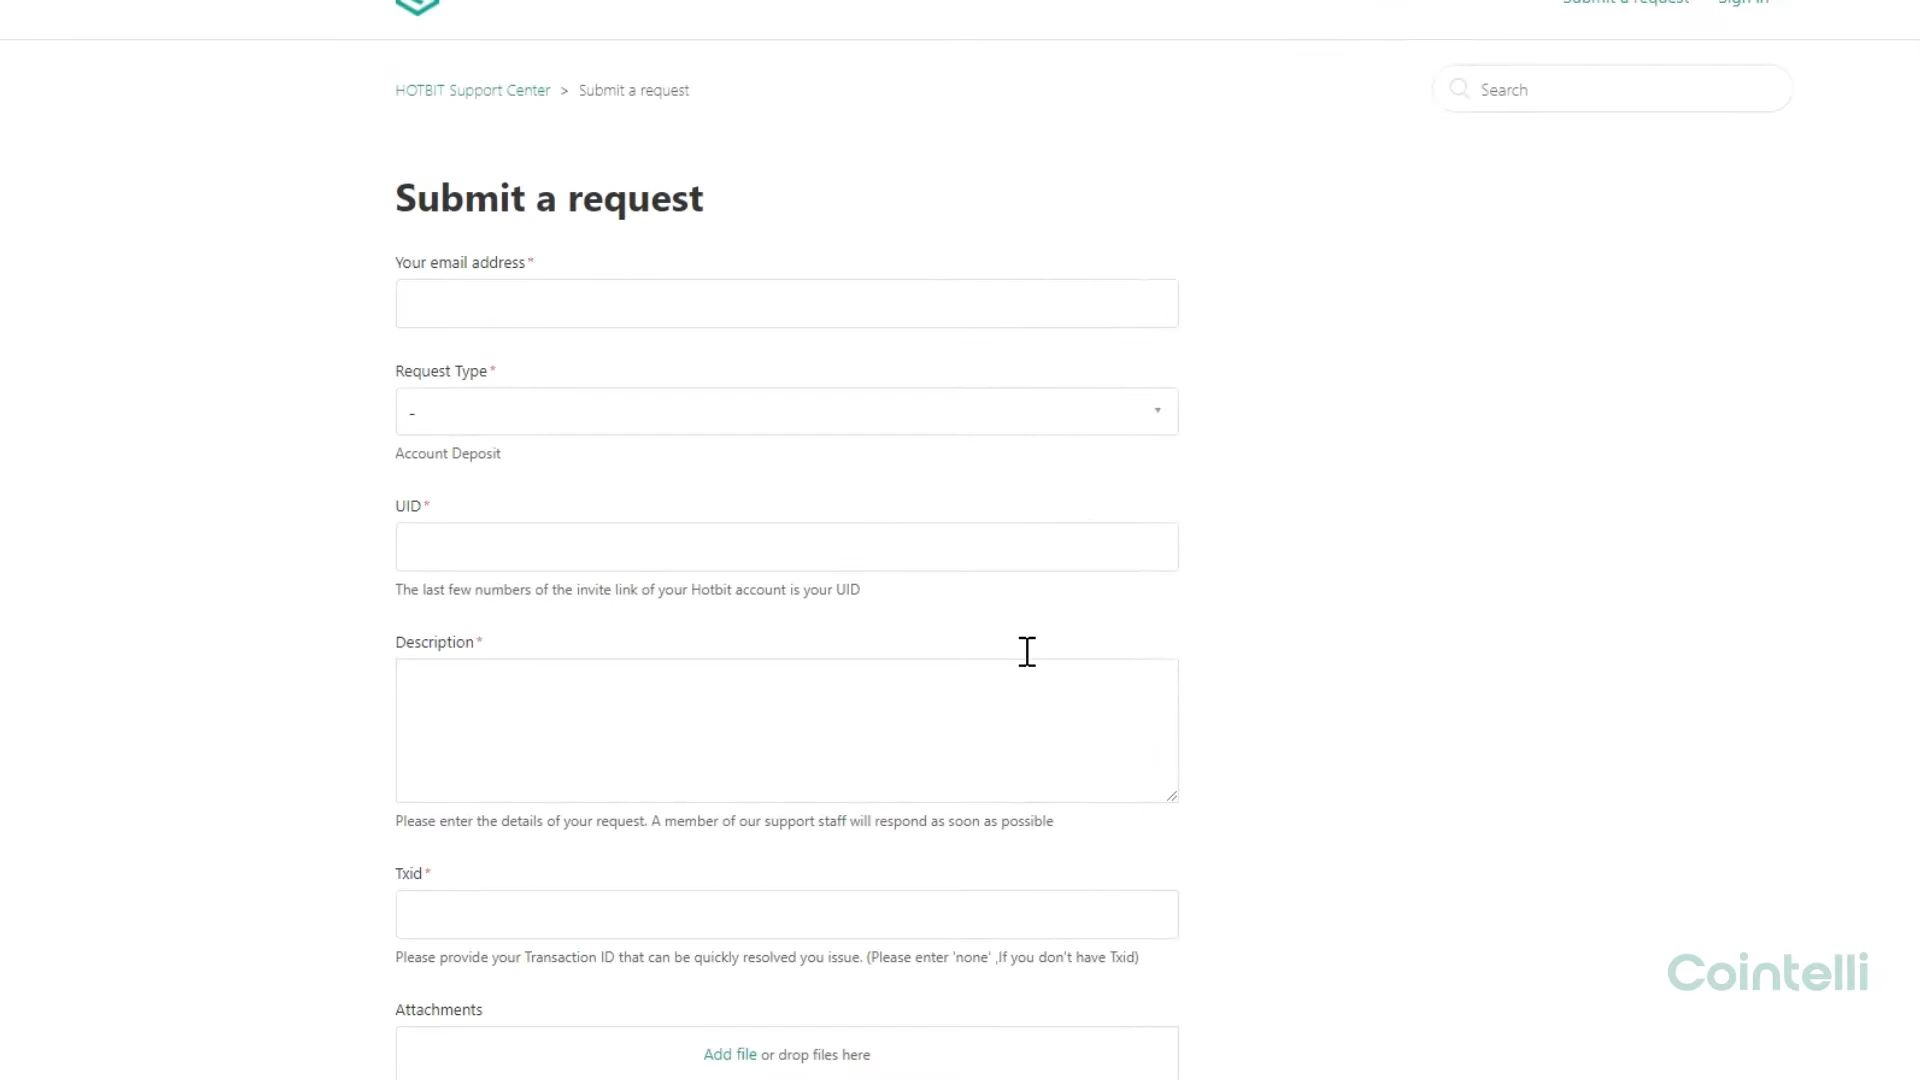 Submit a request Sign in
HOTBIT Support Center > Submit a request
Search
Submit a request
Your email address*
Request Type*
-
Account Deposit
UID*
The last few numbers of the invite link of your Hotbit account is your UID
Description*
Please enter the details of your request. A member of our support staff will respond as soon as possible
Txid*
Please provide your Transaction ID that can be quickly resolved you issue. (Please enter 'none' ,If you don't have Txid)
Cointelli
Attachments
Add file or drop files here